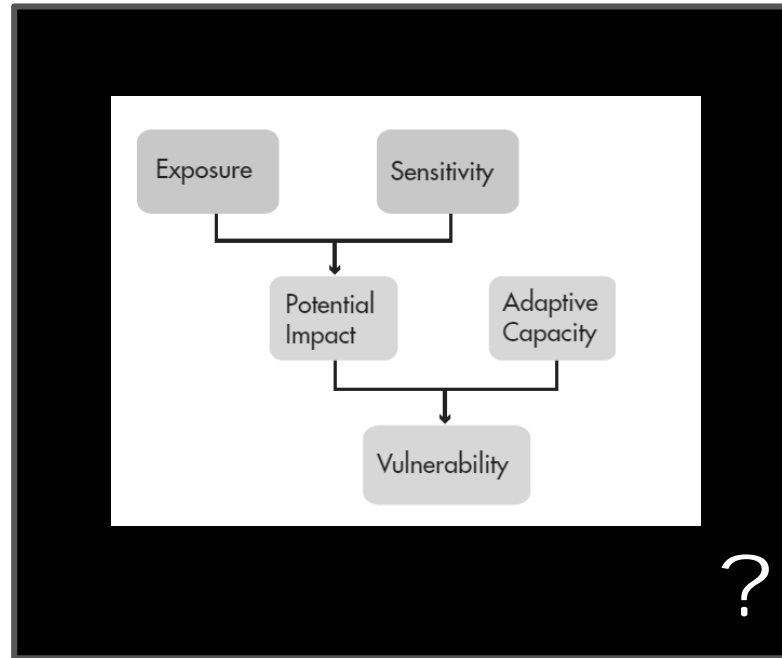 Exposure
Sensitivity
Potential
Impact
Adaptive
Capacity
Vulnerability
?